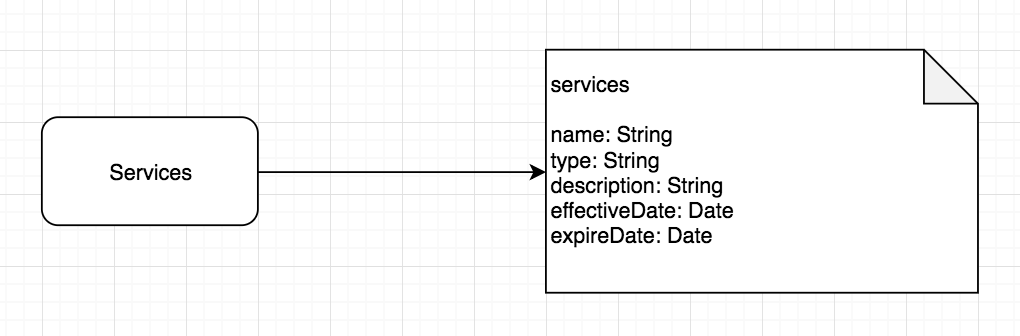 Services
services
name: String
type: String
description: String
effectiveDate: Date
expireDate: Date